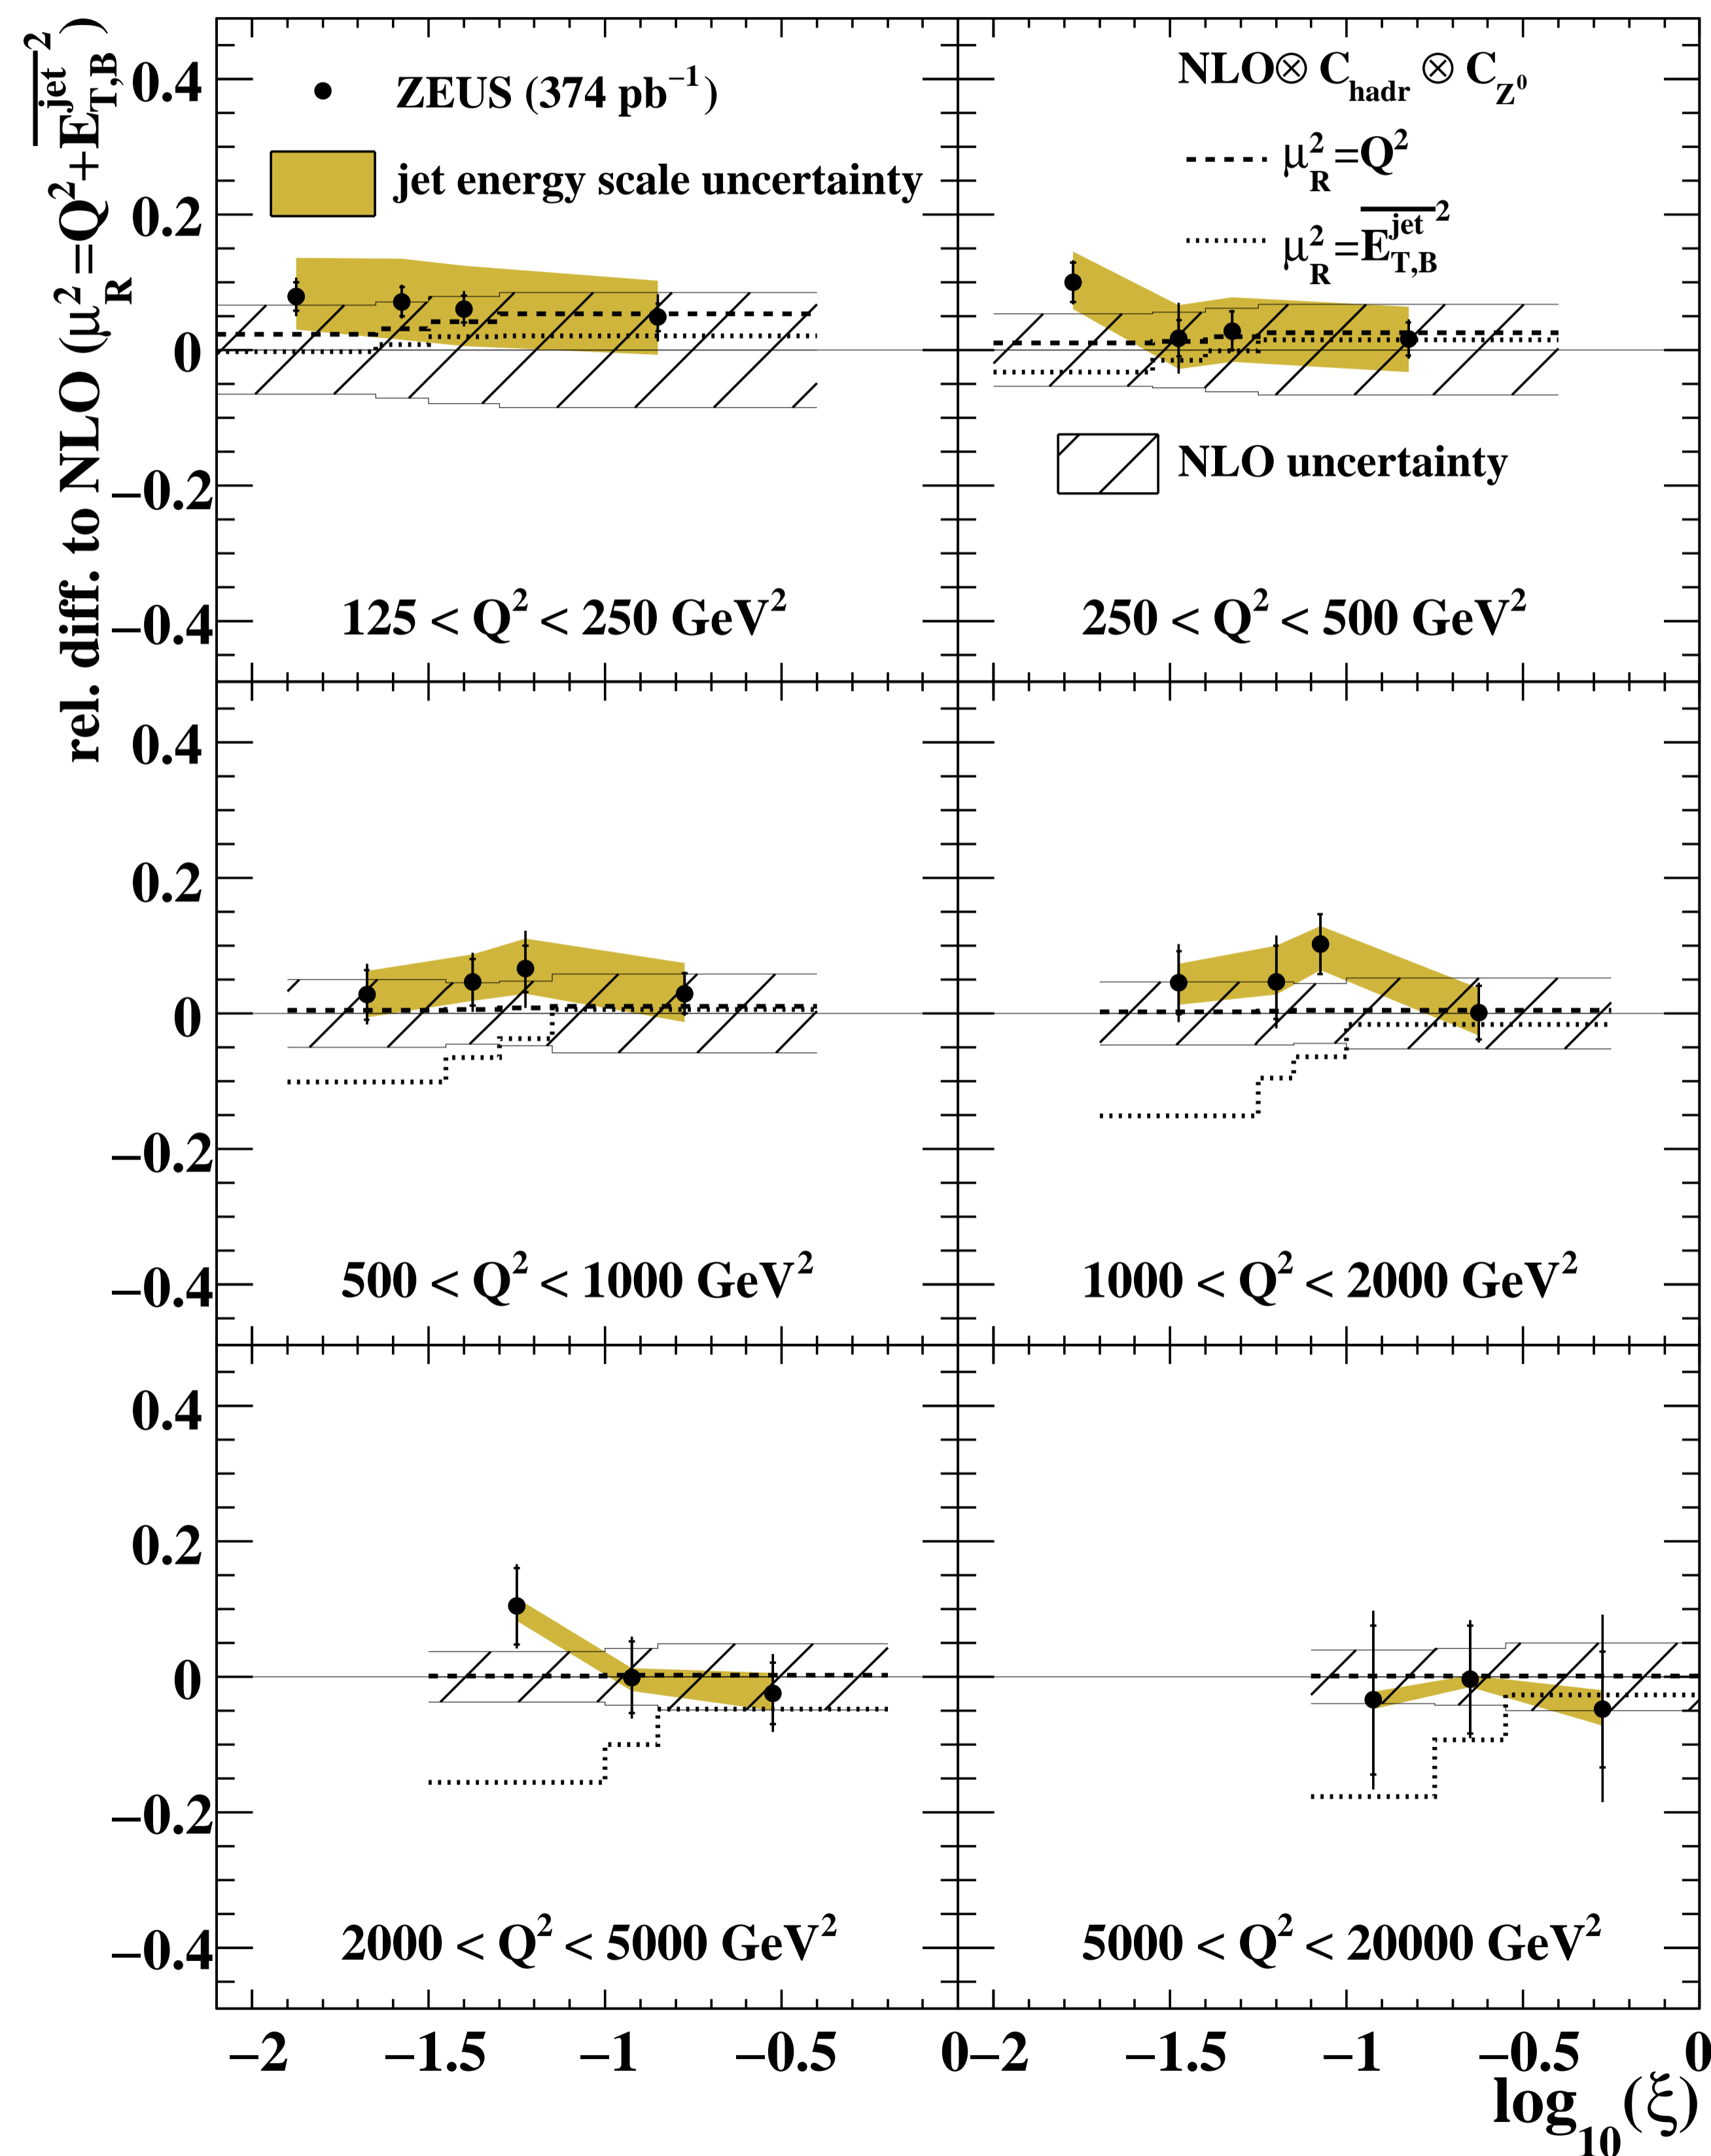 rel. diff. to NLO (μ²_R=Q²+E^jet_T,B²)
ZEUS (374 pb⁻¹)
jet energy scale uncertainty
NLO⊗ C_hadr ⊗ C_Z⁰
μ²_R=Q²
μ²_R=E^jet_T,B²
NLO uncertainty
0.4
0.2
0
−0.2
−0.4
125 < Q² < 250 GeV²
250 < Q² < 500 GeV²
0.4
0.2
0
−0.2
−0.4
500 < Q² < 1000 GeV²
1000 < Q² < 2000 GeV²
0.4
0.2
0
−0.2
−0.4
2000 < Q² < 5000 GeV²
5000 < Q² < 20000 GeV²
−2 −1.5 −1 −0.5 0 −2 −1.5 −1 −0.5 0
log₁₀(ξ)